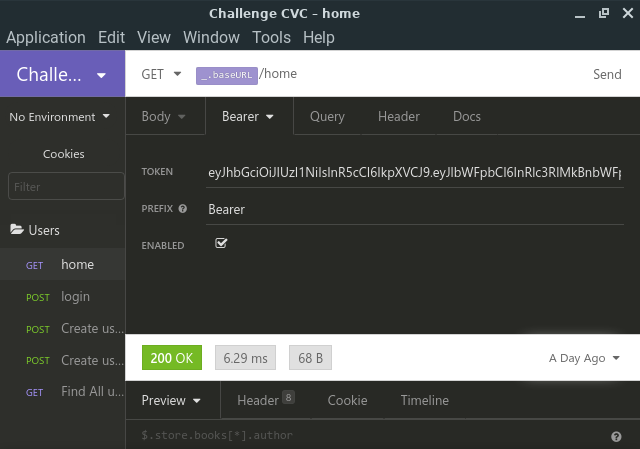 Challenge CVC – home
Application Edit View Window Tools Help
Challe...
GET _.baseURL/home Send
No Environment
Body Bearer Query Header Docs
Cookies
Filter
TOKEN
PREFIX Bearer
ENABLED
Users
GET home
POST login
POST Create us...
POST Create us...
GET Find All u...
200 OK 6.29 ms 68 B A Day Ago
Preview Header 8 Cookie Timeline
$.store.books[*].author